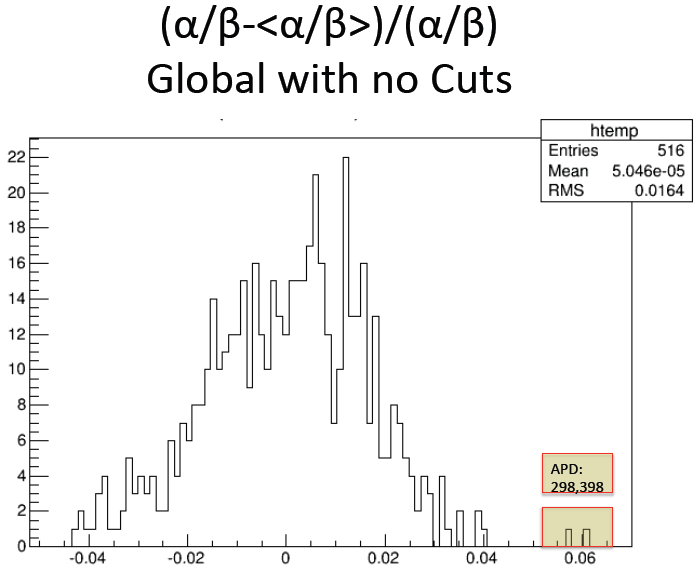 (α/β-<α/β>)/(α/β)
Global with no Cuts
htemp
Entries 516
Mean 5.046e-05
RMS 0.0164
22
20
18
16
14
12
10
8
6
4
2
0
APD:
298,398
-0.04 -0.02 0 0.02 0.04 0.06